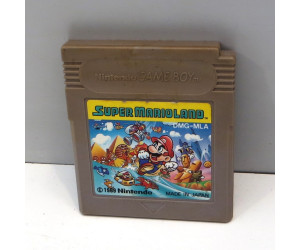 Nintendo GAME BOY
SUPER MARIO LAND
DMG-MLA
© 1989 Nintendo
MADE IN JAPAN